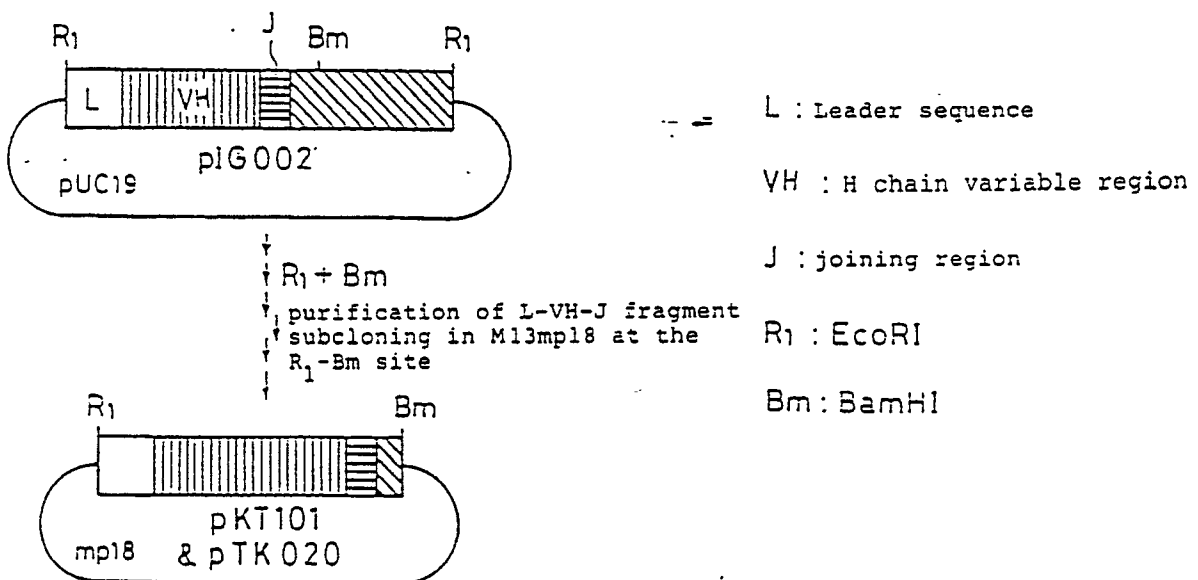 J
R1 Bm R1
L VH
pIG002
pUC19
R1 + Bm
purification of L-VH-J fragment
subcloning in M13mp18 at the
R1-Bm site
R1 Bm
pKT101
mp18 & pTK020
L : Leader sequence
VH : H chain variable region
J : joining region
R1 : EcoRI
Bm : BamHI